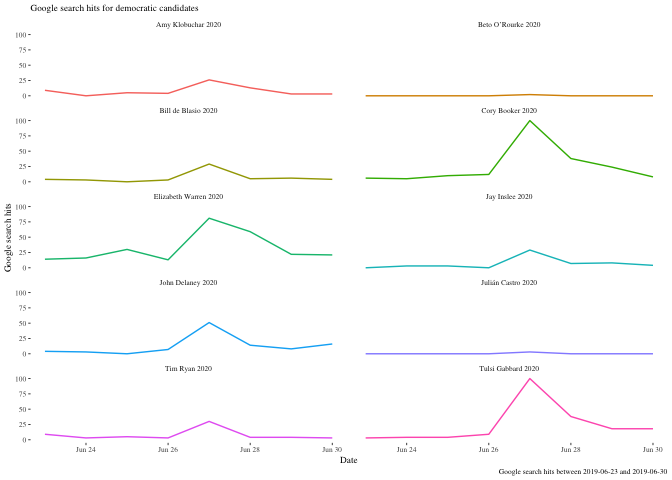 Google search hits for democratic candidates
Amy Klobuchar 2020
Beto O'Rourke 2020
100
75
50
25
0
Bill de Blasio 2020
Cory Booker 2020
100
75
50
25
0
Elizabeth Warren 2020
Jay Inslee 2020
100
75
50
25
0
Google search hits
John Delaney 2020
Julián Castro 2020
100
75
50
25
0
Tim Ryan 2020
Tulsi Gabbard 2020
100
75
50
25
0
Jun 24 Jun 26 Jun 28 Jun 30
Jun 24 Jun 26 Jun 28 Jun 30
Date
Google search hits between 2019-06-23 and 2019-06-30